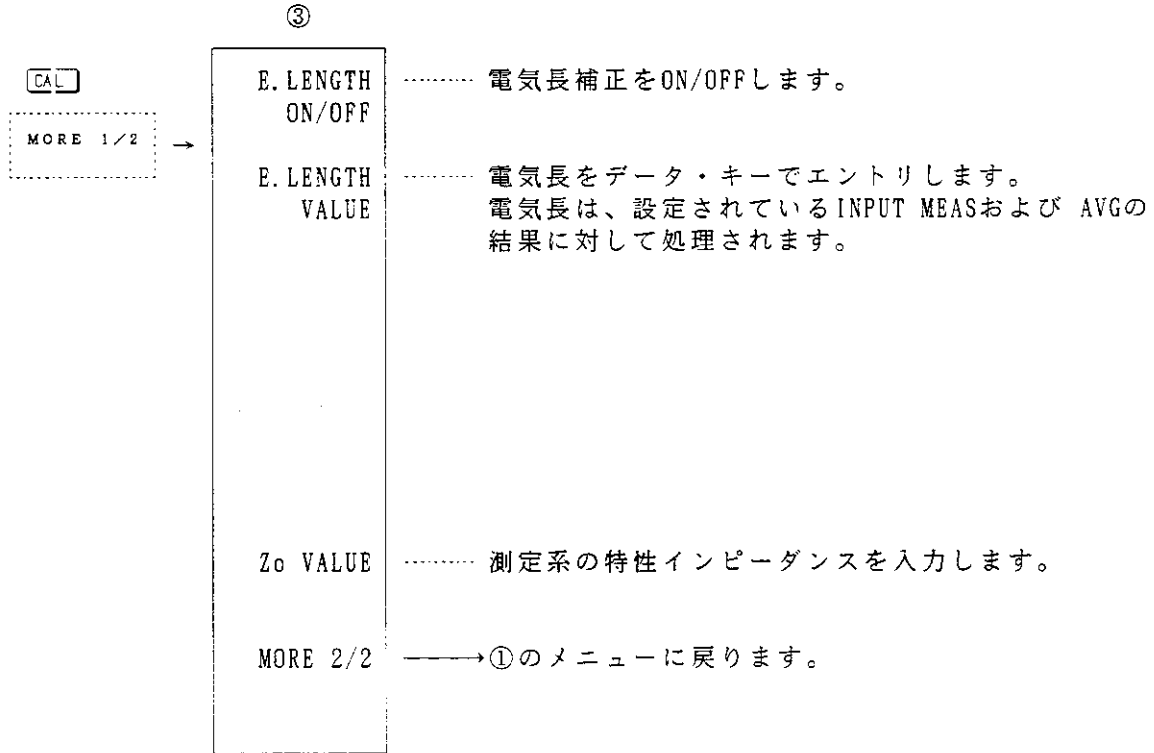 ③
CAL
MORE 1/2 →
E.LENGTH ……… 電気長補正をON/OFFします。
ON/OFF
E.LENGTH ……… 電気長をデータ・キーでエントリします。
VALUE 電気長は、設定されているINPUT MEASおよび AVGの
結果に対して処理されます。
Zo VALUE ……… 測定系の特性インピーダンスを入力します。
MORE 2/2 ───→①のメニューに戻ります。